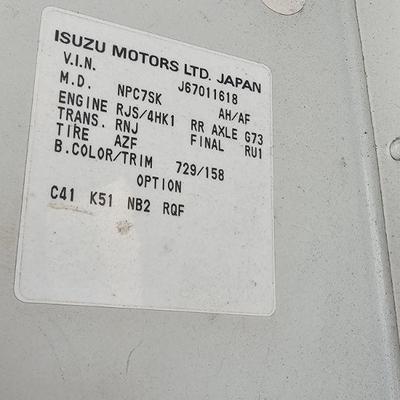 ISUZU MOTORS LTD. JAPAN
V.I.N. J67011618
M.D. NPC7SK AH/AF
ENGINE RJS/4HK1 RR AXLE G73
TRANS. RNJ FINAL RU1
TIRE AZF
B.COLOR/TRIM 729/158
OPTION
C41 K51 NB2 RQF